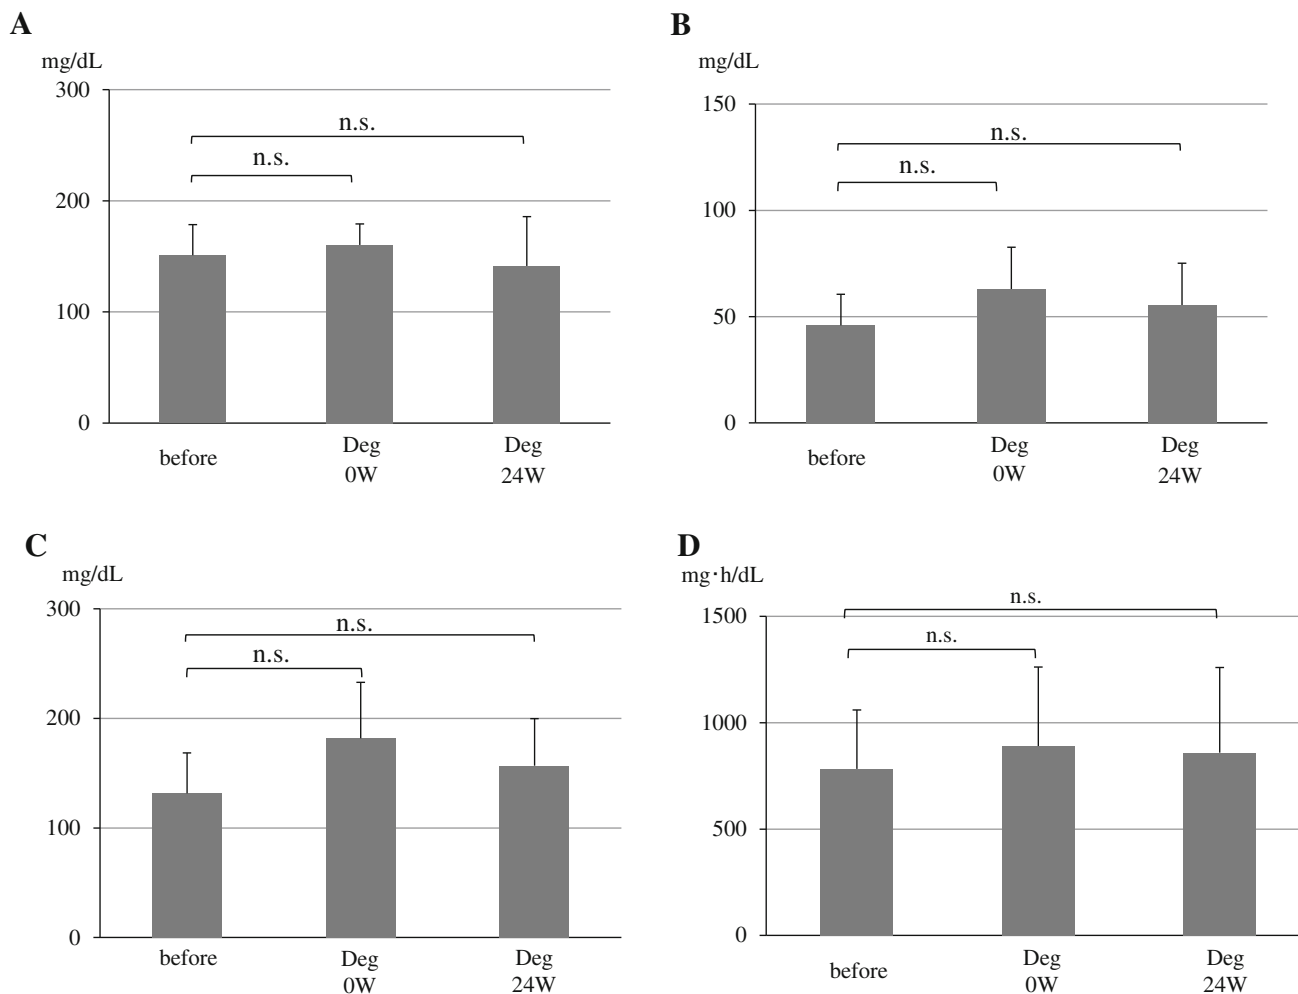 A
mg/dL
300
200
100
0
n.s.
n.s.
before
Deg
0W
Deg
24W
B
mg/dL
150
100
50
0
n.s.
n.s.
before
Deg
0W
Deg
24W
C
mg/dL
300
200
100
0
n.s.
n.s.
before
Deg
0W
Deg
24W
D
mg·h/dL
1500
1000
500
0
n.s.
n.s.
before
Deg
0W
Deg
24W